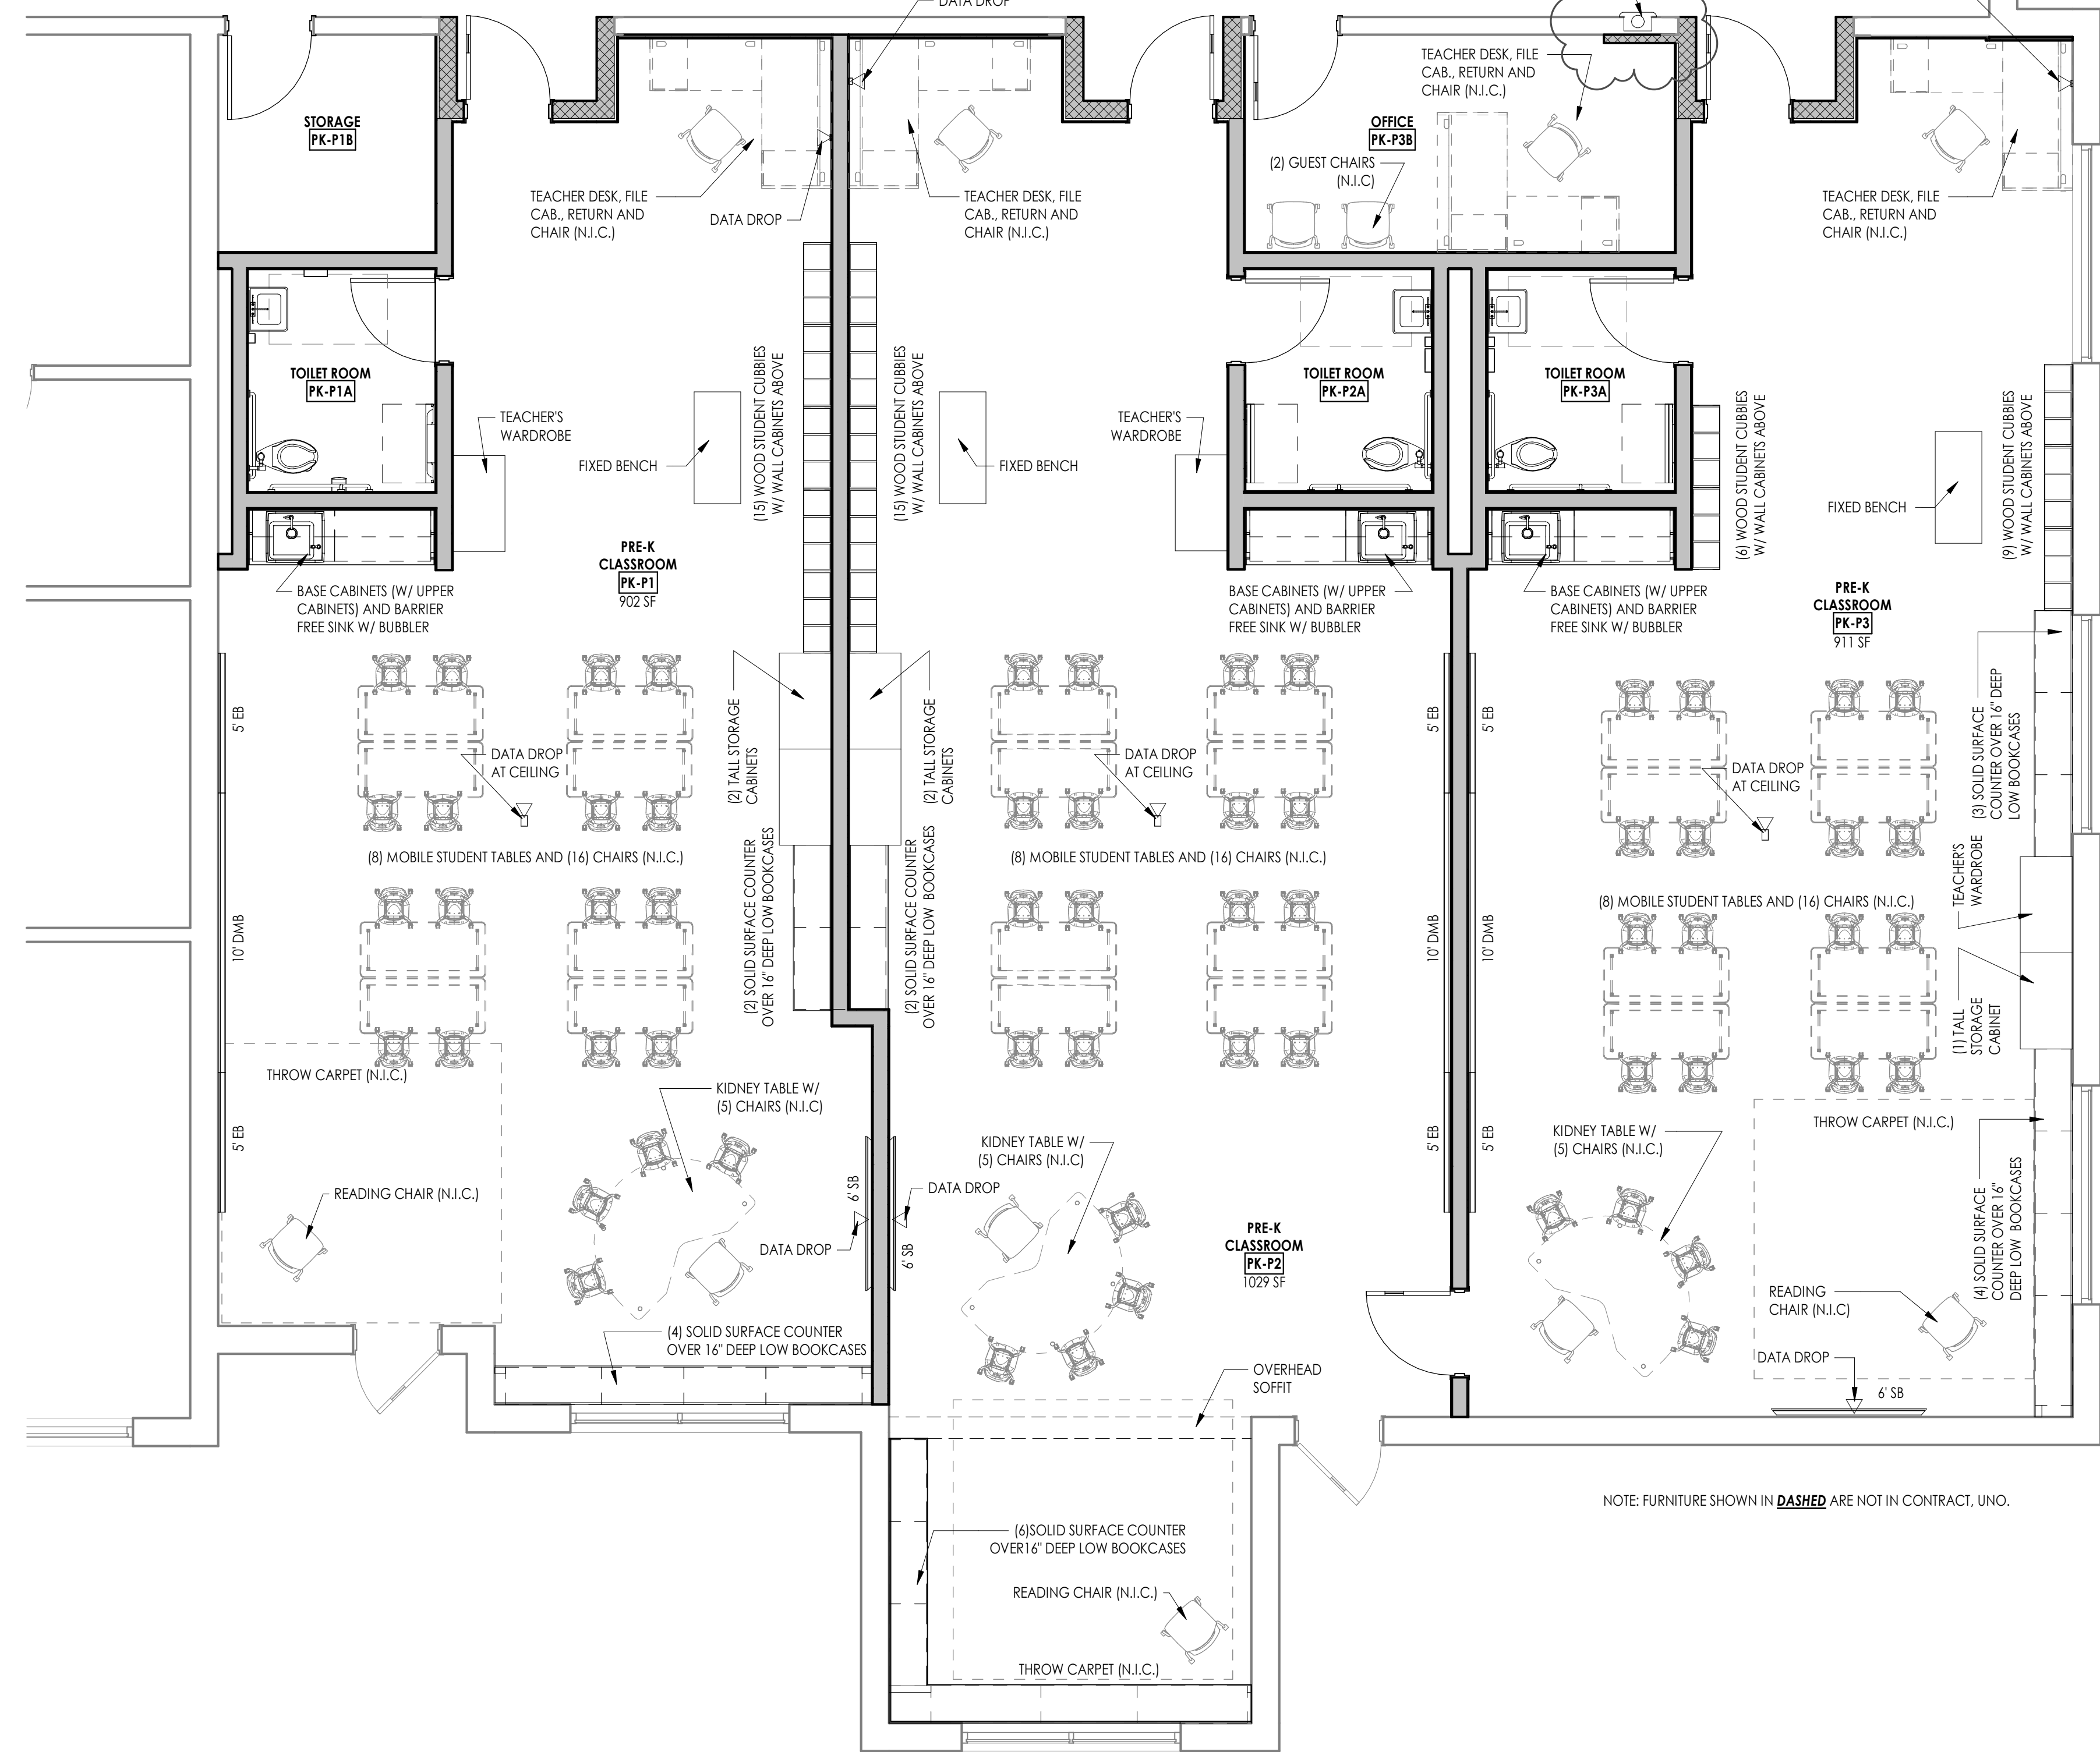 DATA DROP
TEACHER DESK, FILE
CAB., RETURN AND
CHAIR (N.I.C.)
STORAGE
PK-P1B
OFFICE
PK-P3B
(2) GUEST CHAIRS
(N.I.C)
TEACHER DESK, FILE
CAB., RETURN AND
CHAIR (N.I.C.)
DATA DROP
TEACHER DESK, FILE
CAB., RETURN AND
CHAIR (N.I.C.)
TEACHER DESK, FILE
CAB., RETURN AND
CHAIR (N.I.C.)
TOILET ROOM
PK-P1A
TOILET ROOM
PK-P2A
TOILET ROOM
PK-P3A
TEACHER'S
WARDROBE
FIXED BENCH
(15) WOOD STUDENT CUBBIES
W/ WALL CABINETS ABOVE
(15) WOOD STUDENT CUBBIES
W/ WALL CABINETS ABOVE
FIXED BENCH
TEACHER'S
WARDROBE
(6) WOOD STUDENT CUBBIES
W/ WALL CABINETS ABOVE
FIXED BENCH
(9) WOOD STUDENT CUBBIES
W/ WALL CABINETS ABOVE
PRE-K
CLASSROOM
PK-P1
902 SF
BASE CABINETS (W/ UPPER
CABINETS) AND BARRIER
FREE SINK W/ BUBBLER
BASE CABINETS (W/ UPPER
CABINETS) AND BARRIER
FREE SINK W/ BUBBLER
BASE CABINETS (W/ UPPER
CABINETS) AND BARRIER
FREE SINK W/ BUBBLER
PRE-K
CLASSROOM
PK-P3
911 SF
5' EB
DATA DROP
AT CEILING
(2) TALL STORAGE
CABINETS
(2) TALL STORAGE
CABINETS
DATA DROP
AT CEILING
5' EB
5' EB
DATA DROP
AT CEILING
(3) SOLID SURFACE
COUNTER OVER 16" DEEP
LOW BOOKCASES
(8) MOBILE STUDENT TABLES AND (16) CHAIRS (N.I.C.)
(8) MOBILE STUDENT TABLES AND (16) CHAIRS (N.I.C.)
(8) MOBILE STUDENT TABLES AND (16) CHAIRS (N.I.C.)
TEACHER'S
WARDROBE
10' DMB
(2) SOLID SURFACE COUNTER
OVER 16" DEEP LOW BOOKCASES
(2) SOLID SURFACE COUNTER
OVER 16" DEEP LOW BOOKCASES
10' DMB
10' DMB
(1) TALL
STORAGE
CABINET
THROW CARPET (N.I.C.)
KIDNEY TABLE W/
(5) CHAIRS (N.I.C)
THROW CARPET (N.I.C.)
5' EB
KIDNEY TABLE W/
(5) CHAIRS (N.I.C)
5' EB
5' EB
KIDNEY TABLE W/
(5) CHAIRS (N.I.C.)
(4) SOLID SURFACE
COUNTER OVER 16"
DEEP LOW BOOKCASES
READING CHAIR (N.I.C.)
6' SB
DATA DROP
DATA DROP
6' SB
PRE-K
CLASSROOM
PK-P2
1029 SF
READING
CHAIR (N.I.C)
(4) SOLID SURFACE COUNTER
OVER 16" DEEP LOW BOOKCASES
OVERHEAD
SOFFIT
DATA DROP
6' SB
NOTE: FURNITURE SHOWN IN DASHED ARE NOT IN CONTRACT, UNO.
(6)SOLID SURFACE COUNTER
OVER16" DEEP LOW BOOKCASES
READING CHAIR (N.I.C.)
THROW CARPET (N.I.C.)